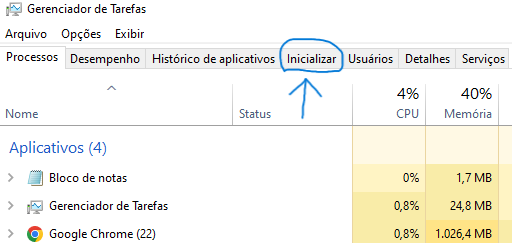 Gerenciador de Tarefas
Arquivo Opções Exibir
Processos Desempenho Histórico de aplicativos Inicializar Usuários Detalhes Serviços
4% 40%
Nome Status CPU Memória
Aplicativos (4)
Bloco de notas 0% 1,7 MB
Gerenciador de Tarefas 0,8% 24,8 MB
Google Chrome (22) 0,8% 1.026,4 MB